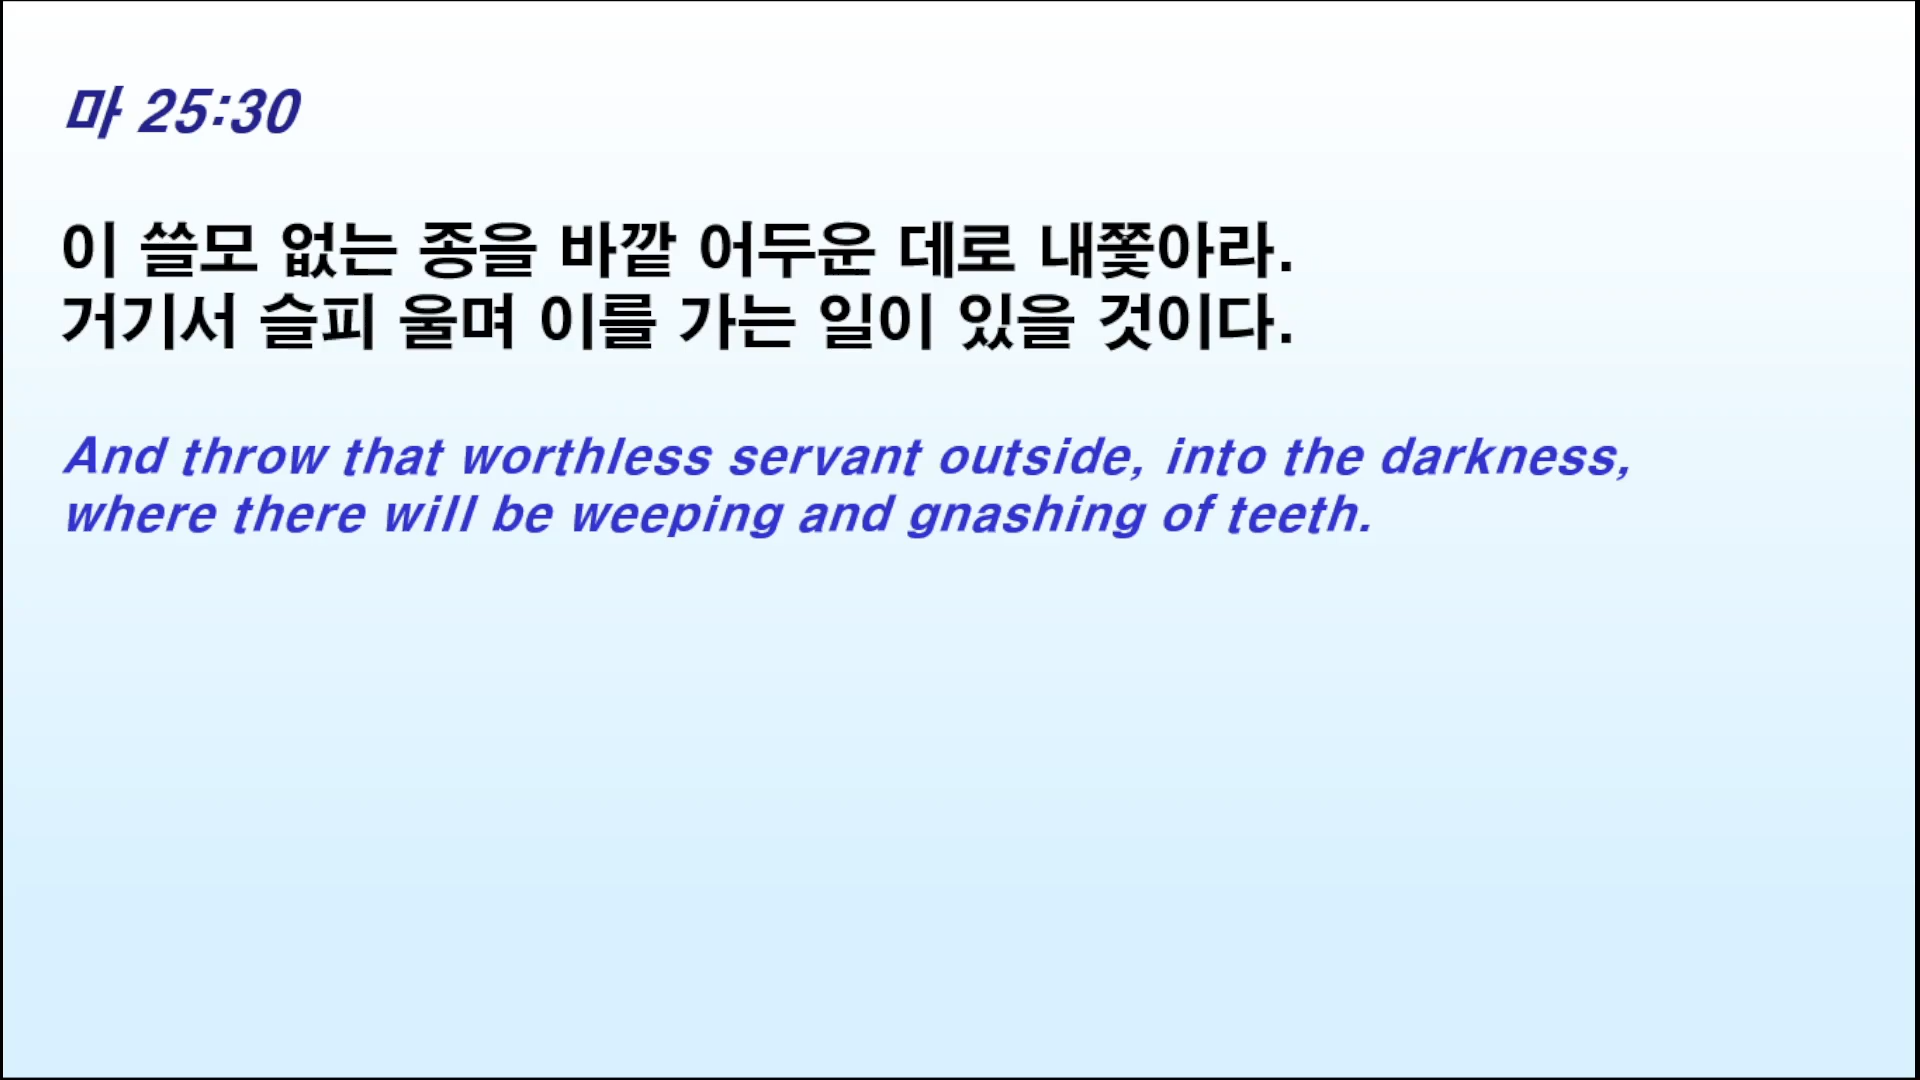 마 25:30
이 쓸모 없는 종을 바깥 어두운 데로 내쫓아라.
거기서 슬피 울며 이를 가는 일이 있을 것이다.
And throw that worthless servant outside, into the darkness,
where there will be weeping and gnashing of teeth.